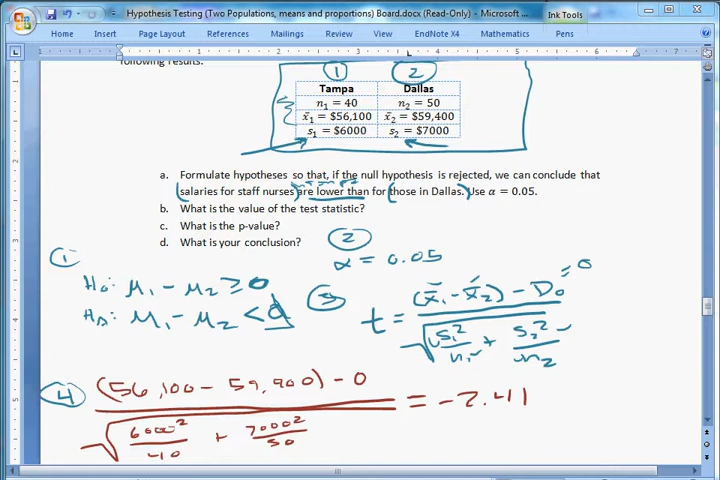 Hypothesis Testing (Two Populations, means and proportions) Board.docx (Read-Only) - ...
Ink Tools
Home Insert Page Layout References Mailings Review View EndNote X4 Mathematics Pens
following results.
① ②
Tampa Dallas
n₁ = 40 n₂ = 50
x̄₁ = $56,100 x̄₂ = $59,400
s₁ = $6000 s₂ = $7000
a. Formulate hypotheses so that, if the null hypothesis is rejected, we can conclude that
salaries for staff nurses are lower than for those in Dallas. Use α = 0.05.
b. What is the value of the test statistic?
c. What is the p-value?
d. What is your conclusion?
②
α = 0.05
①
H₀: μ₁ - μ₂ ≥ 0
Hₐ: μ₁ - μ₂ < 0
③ t = (x̄₁ - x̄₂) - D₀ = 0
√ s₁²/n₁ + s₂²/n₂
④ (56,100 - 59,400) - 0 = -2.41
√ 6000²/40 + 7000²/50